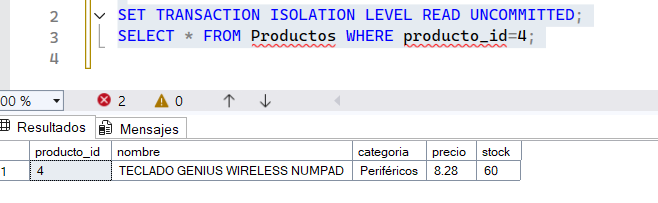 2 SET TRANSACTION ISOLATION LEVEL READ UNCOMMITTED;
3 SELECT * FROM Productos WHERE producto_id=4;
4
00 % 2 0
Resultados Mensajes
producto_id nombre categoria precio stock
1 4 TECLADO GENIUS WIRELESS NUMPAD Periféricos 8.28 60